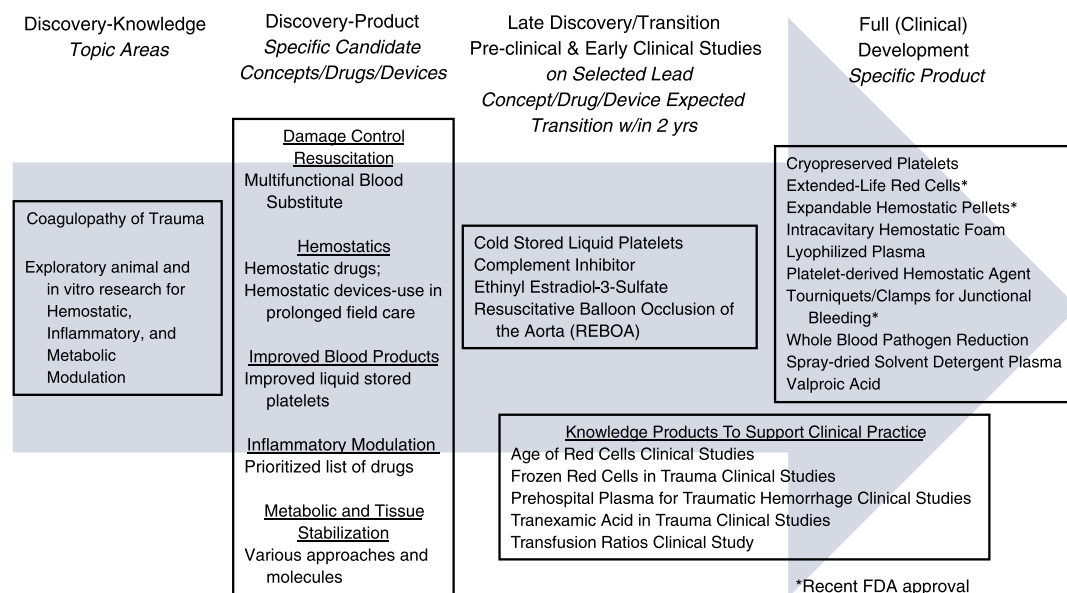 Discovery-Knowledge
Topic Areas
Discovery-Product
Specific Candidate
Concepts/Drugs/Devices
Late Discovery/Transition
Pre-clinical & Early Clinical Studies
on Selected Lead
Concept/Drug/Device Expected
Transition w/in 2 yrs
Full (Clinical)
Development
Specific Product
Coagulopathy of Trauma
Exploratory animal and
in vitro research for
Hemostatic,
Inflammatory, and
Metabolic
Modulation
Damage Control
Resuscitation
Multifunctional Blood
Substitute
Hemostatics
Hemostatic drugs;
Hemostatic devices-use in
prolonged field care
Improved Blood Products
Improved liquid stored
platelets
Inflammatory Modulation
Prioritized list of drugs
Metabolic and Tissue
Stabilization
Various approaches and
molecules
Cold Stored Liquid Platelets
Complement Inhibitor
Ethinyl Estradiol-3-Sulfate
Resuscitative Balloon Occlusion of
the Aorta (REBOA)
Cryopreserved Platelets
Extended-Life Red Cells*
Expandable Hemostatic Pellets*
Intracavitary Hemostatic Foam
Lyophilized Plasma
Platelet-derived Hemostatic Agent
Tourniquets/Clamps for Junctional
Bleeding*
Whole Blood Pathogen Reduction
Spray-dried Solvent Detergent Plasma
Valproic Acid
Knowledge Products To Support Clinical Practice
Age of Red Cells Clinical Studies
Frozen Red Cells in Trauma Clinical Studies
Prehospital Plasma for Traumatic Hemorrhage Clinical Studies
Tranexamic Acid in Trauma Clinical Studies
Transfusion Ratios Clinical Study
*Recent FDA approval